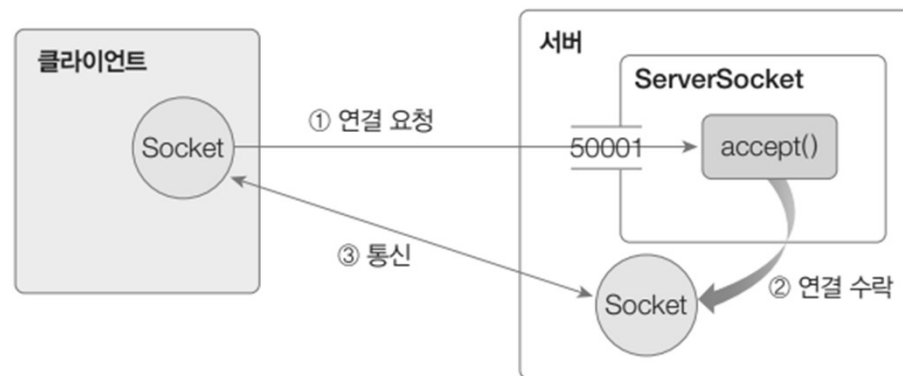 클라이언트
Socket
① 연결 요청
③ 통신
서버
ServerSocket
50001
accept()
② 연결 수락
Socket